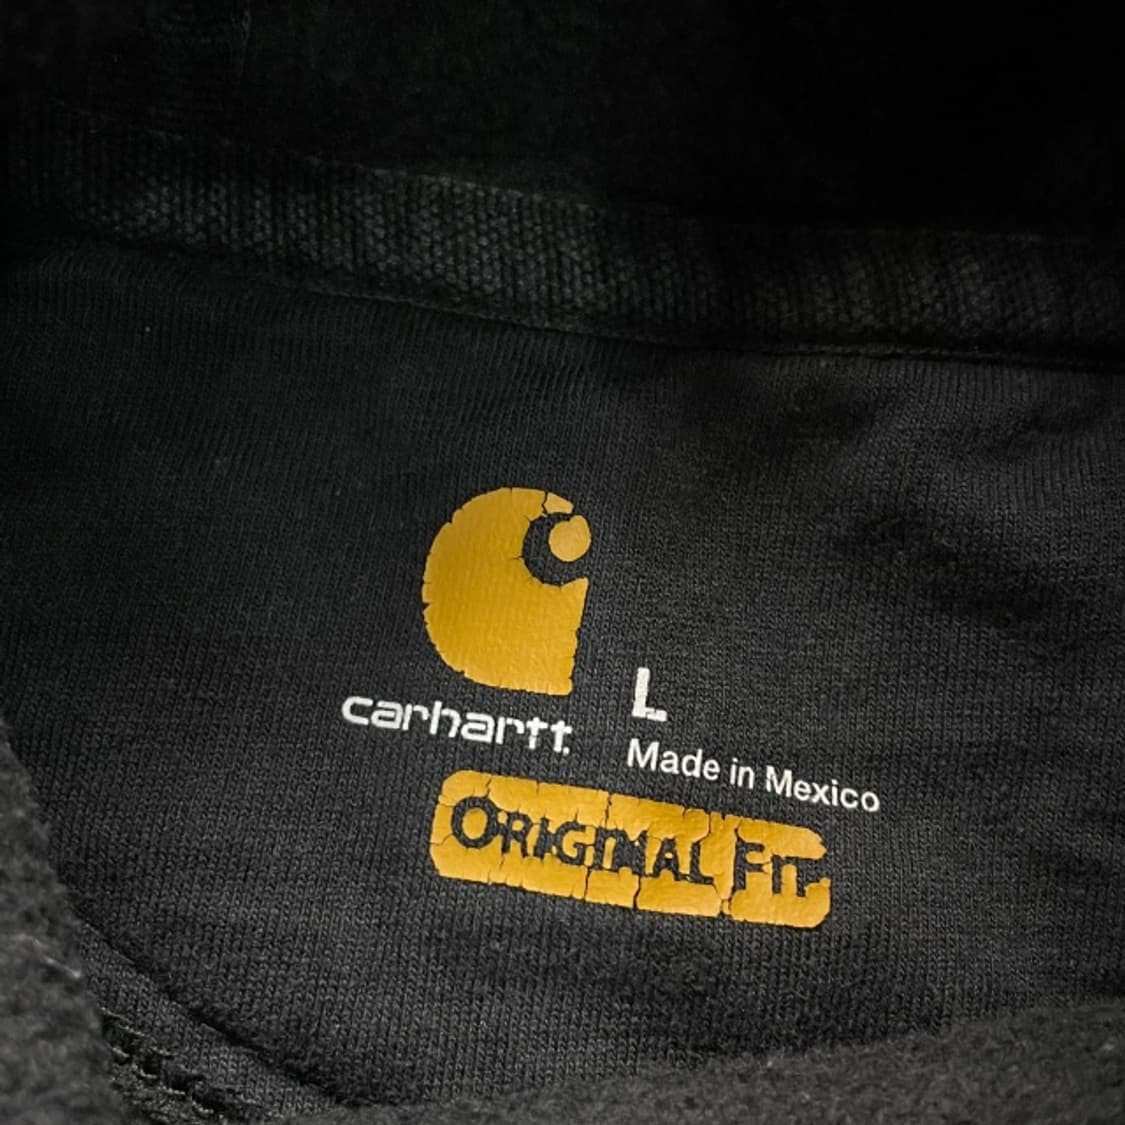 L
carhartt.
Made in Mexico
ORIGINAL FIT